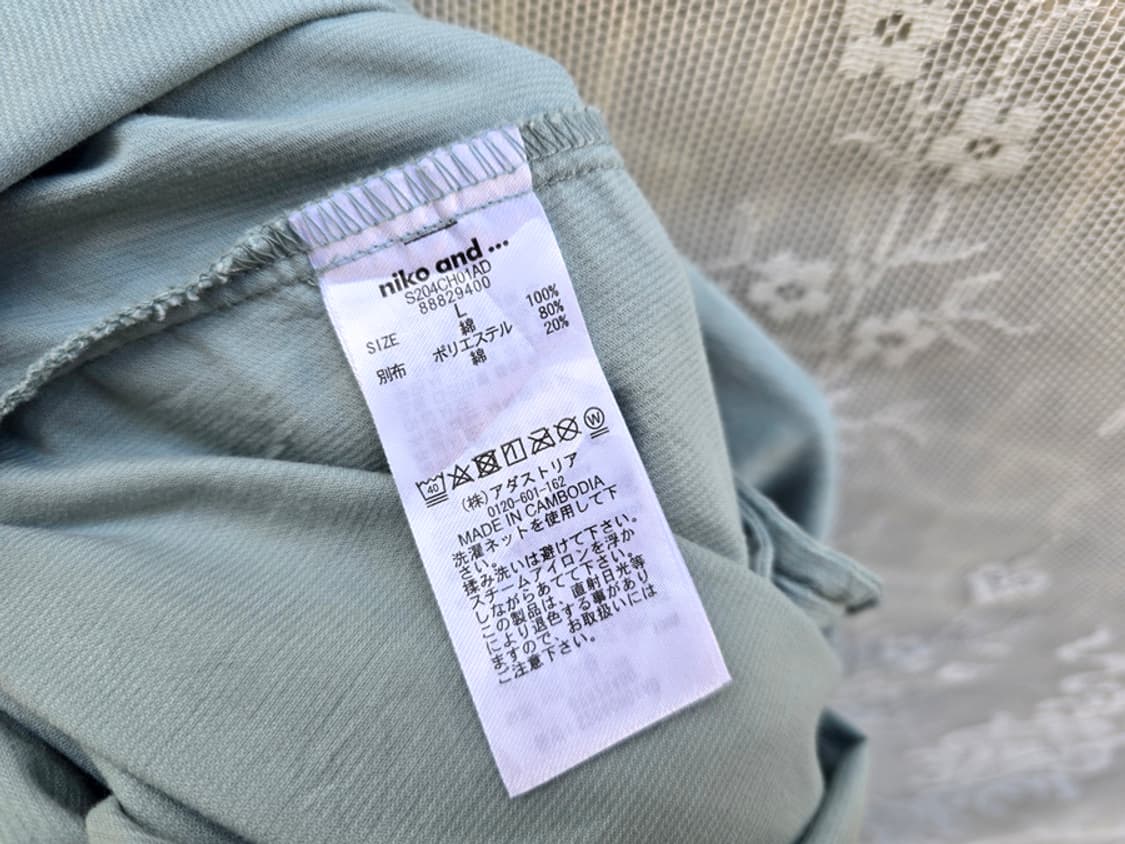 niko and ...
S204CH01AD
88829400
SIZE L
綿 100%
別布 ポリエステル 80%
綿 20%
40 W
(株)アダストリア
0120-601-162
MADE IN CAMBODIA
洗濯ネットを使用して下
さい。
揉み洗いは避けて下さい。
スチームアイロンを浮か
しながらあてて下さい。
この製品は、直射日光等
により退色する事があり
ますので、お取扱いには
ご注意下さい。